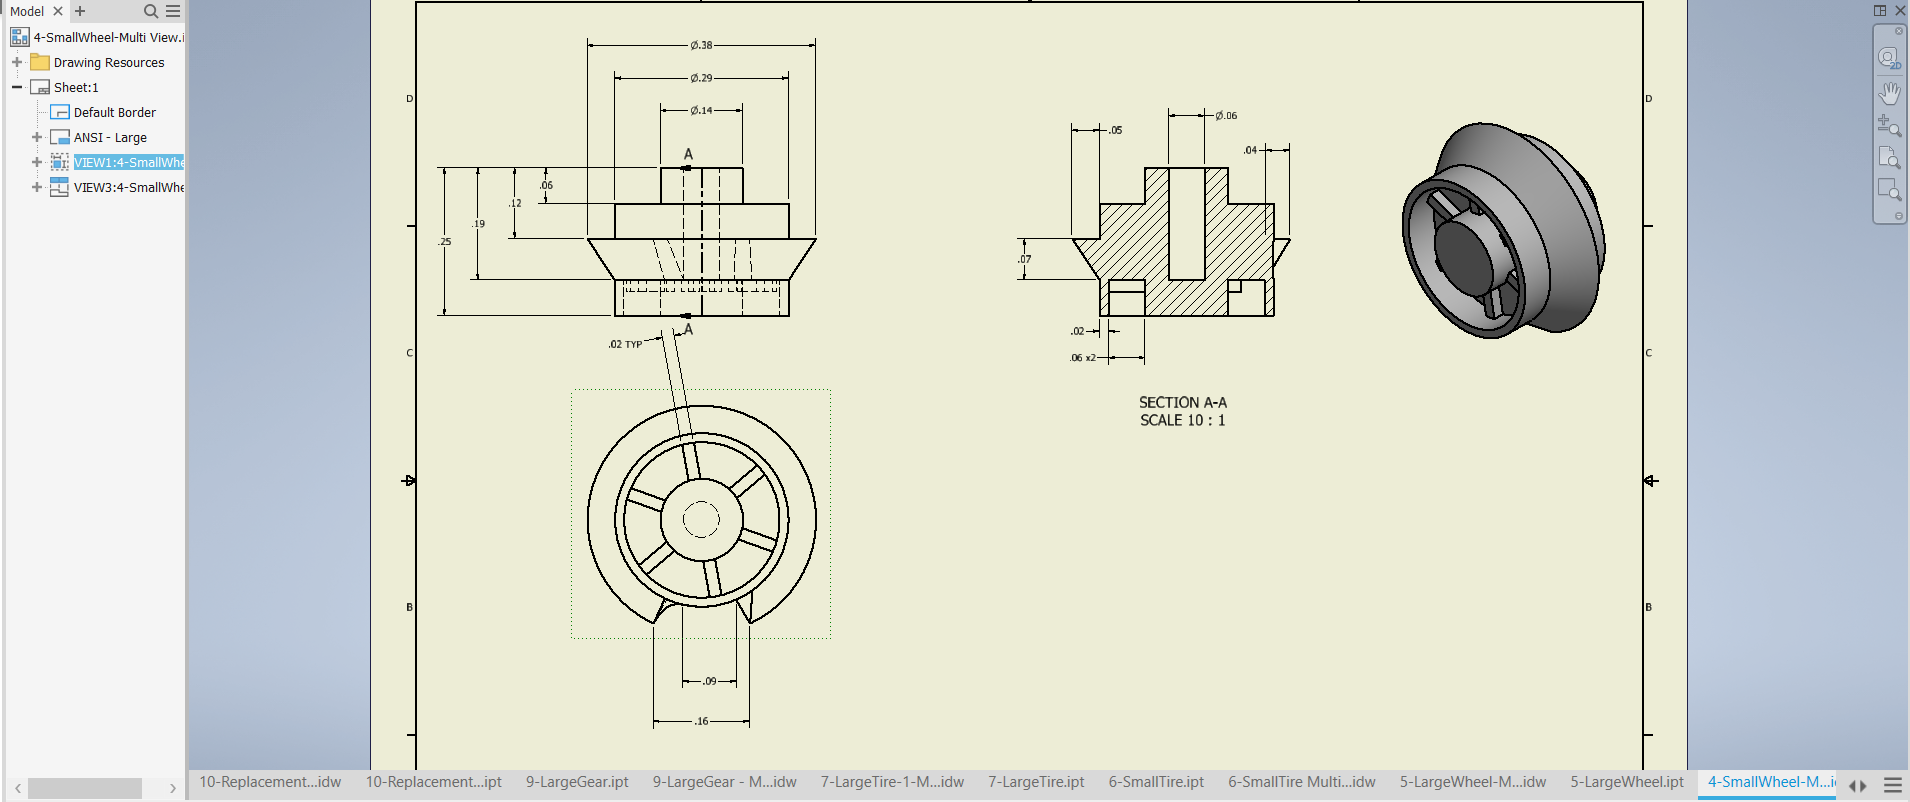 Model
4-SmallWheel-Multi View.i
Drawing Resources
Sheet:1
Default Border
ANSI - Large
VIEW1:4-SmallWhe
VIEW3:4-SmallWhe
D
D
C
C
B
B
Ø.38
Ø.29
Ø.14
A
.06
.12
.19
.25
A
.02 TYP
.09
.16
Ø.06
.05
.04
.07
.02
.06 x2
SECTION A-A
SCALE 10 : 1
2D
10-Replacement...idw
10-Replacement...ipt
9-LargeGear.ipt
9-LargeGear - M...idw
7-LargeTire-1-M...idw
7-LargeTire.ipt
6-SmallTire.ipt
6-SmallTire Multi...idw
5-LargeWheel-M...idw
5-LargeWheel.ipt
4-SmallWheel-M...i